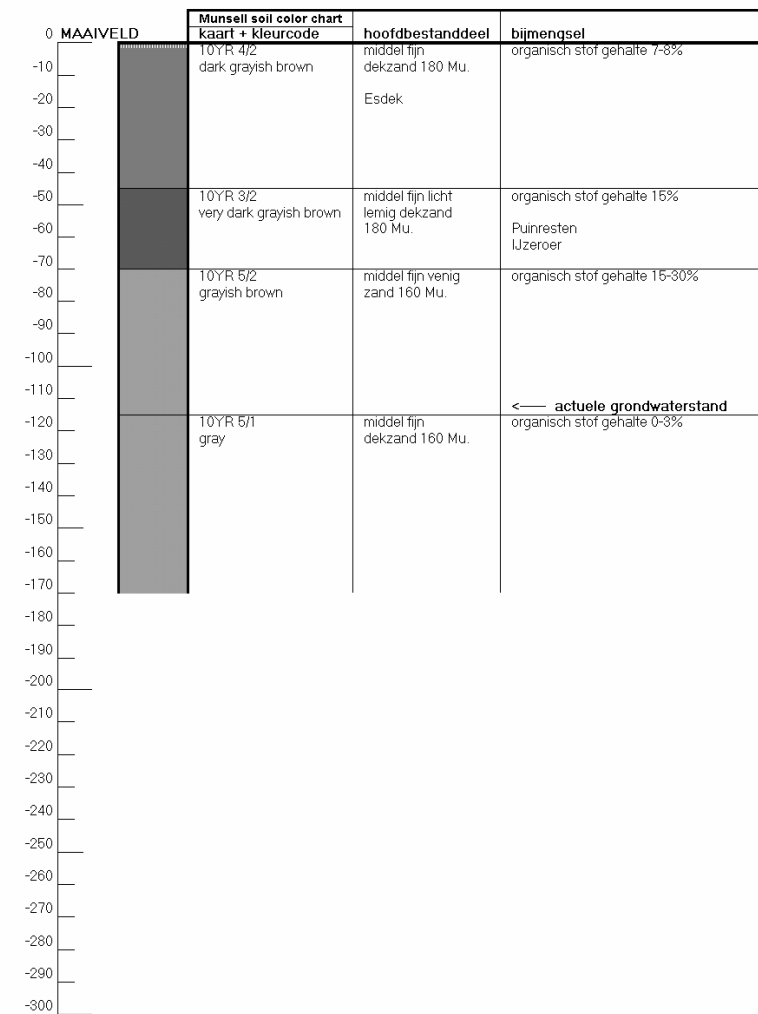 Munsell soil color chart
0 MAAIVELD kaart + kleurcode hoofdbestanddeel bijmengsel
10YR 4/2 middel fijn organisch stof gehalte 7-8%
-10 dark grayish brown dekzand 180 Mu.
-20 Esdek
-30
-40
-50 10YR 3/2 middel fijn licht organisch stof gehalte 15%
very dark grayish brown lemig dekzand
-60 180 Mu. Puinresten
IJzeroer
-70
10YR 5/2 middel fijn venig organisch stof gehalte 15-30%
-80 grayish brown zand 160 Mu.
-90
-100
-110
<— actuele grondwaterstand
-120 10YR 5/1 middel fijn organisch stof gehalte 0-3%
gray dekzand 160 Mu.
-130
-140
-150
-160
-170
-180
-190
-200
-210
-220
-230
-240
-250
-260
-270
-280
-290
-300